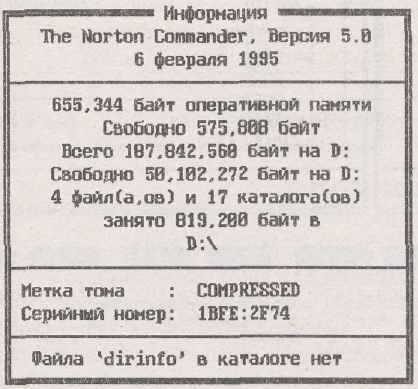 Информация
The Norton Commander, Версия 5.0
6 февраля 1995
655,344 байт оперативной памяти
Свободно 575,808 байт
Всего 187,842,560 байт на D:
Свободно 50,102,272 байт на D:
4 файл(а,ов) и 17 каталога(ов)
занято 819,200 байт в
D:\
Метка тома : COMPRESSED
Серийный номер: 1BFE:2F74
Файла 'dirinfo' в каталоге нет